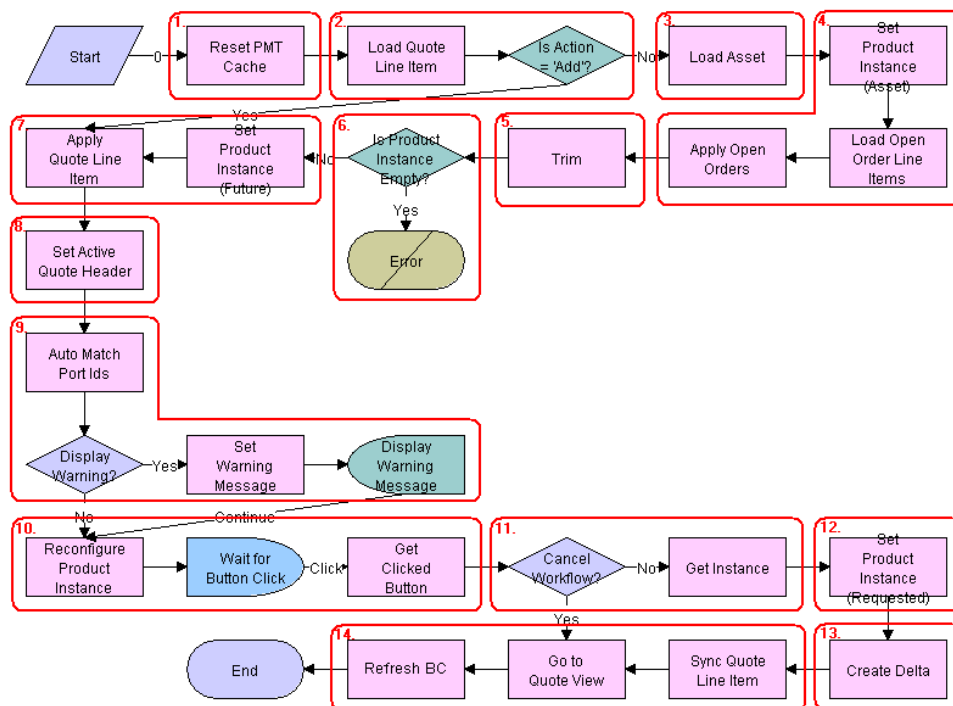 1.
2.
3.
4.
Start
0
Reset PMT
Cache
Load Quote
Line Item
Is Action
= 'Add'?
No
Load Asset
Set
Product
Instance
(Asset)
Yes
7
Apply
Quote Line
Item
Set
Product
Instance
(Future)
No
6.
Is Product
Instance
Empty?
Yes
Error
5.
Trim
Apply Open
Orders
Load Open
Order Line
Items
8
Set Active
Quote Header
9.
Auto Match
Port Ids
Display
Warning?
Yes
Set
Warning
Message
Display
Warning
Message
No
Continue
10.
Reconfigure
Product
Instance
Wait for
Button Click
Click
Get
Clicked
Button
11.
Cancel
Workflow?
No
Get Instance
12.
Set
Product
Instance
(Requested)
Yes
End
14.
Refresh BC
Go to
Quote View
Sync Quote
Line Item
13.
Create Delta